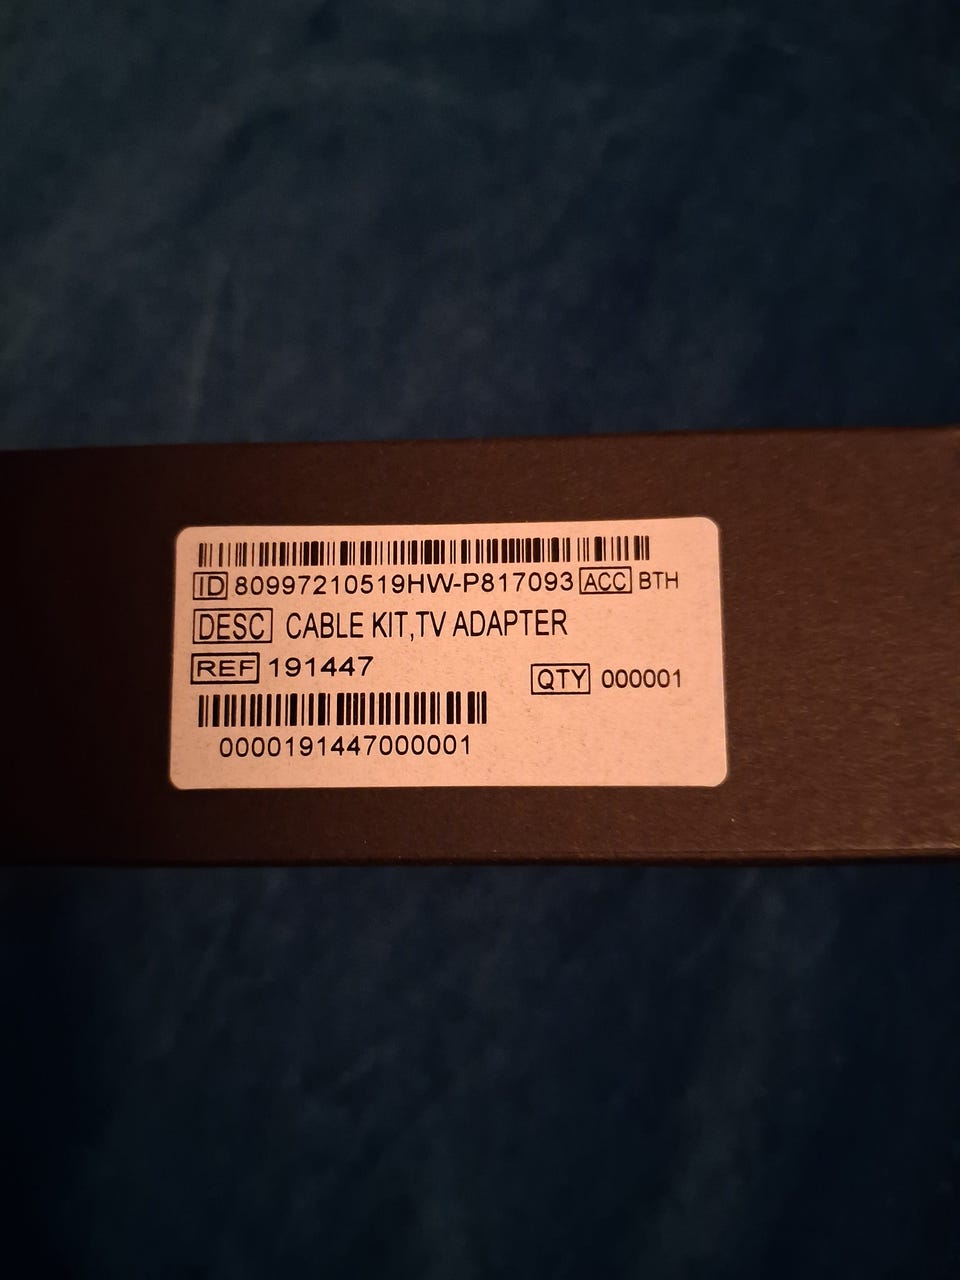 ID 80997210519HW-P817093 ACC BTH
DESC CABLE KIT,TV ADAPTER
REF 191447
QTY 000001
0000191447000001